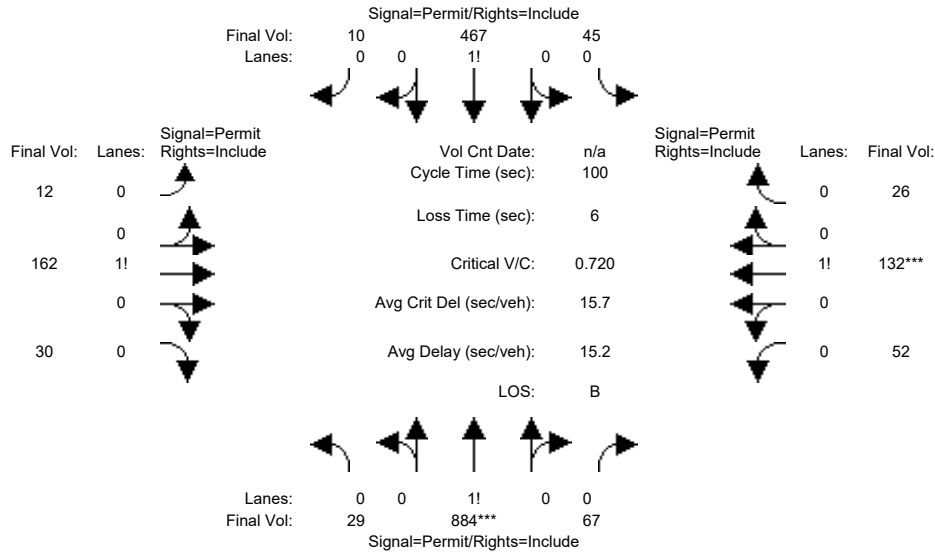 Signal=Permit/Rights=Include
Final Vol: 10 467 45
Lanes: 0 0 1! 0 0
Signal=Permit
Final Vol: Lanes: Rights=Include
Vol Cnt Date: n/a
Signal=Permit
Rights=Include Lanes: Final Vol:
Cycle Time (sec): 100
12 0
0 26
Loss Time (sec): 6
0
0
162 1!
Critical V/C: 0.720
1! 132***
0
Avg Crit Del (sec/veh): 15.7
0
30 0
Avg Delay (sec/veh): 15.2
0 52
LOS: B
Lanes: 0 0 1! 0 0
Final Vol: 29 884*** 67
Signal=Permit/Rights=Include